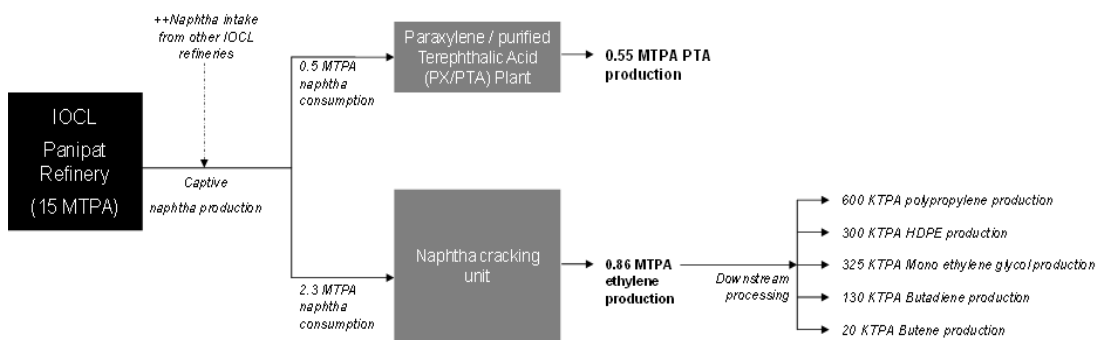 ++Naphtha intake
from other IOCL
refineries
IOCL
Panipat
Refinery
(15 MTPA)
Captive
naphtha production
0.5 MTPA
naphtha
consumption
Paraxylene / purified
Terephthalic Acid
(PX/PTA) Plant
0.55 MTPA PTA
production
2.3 MTPA
naphtha
consumption
Naphtha cracking
unit
0.86 MTPA
ethylene
production
Downstream
processing
600 KTPA polypropylene production
300 KTPA HDPE production
325 KTPA Mono ethylene glycol production
130 KTPA Butadiene production
20 KTPA Butene production